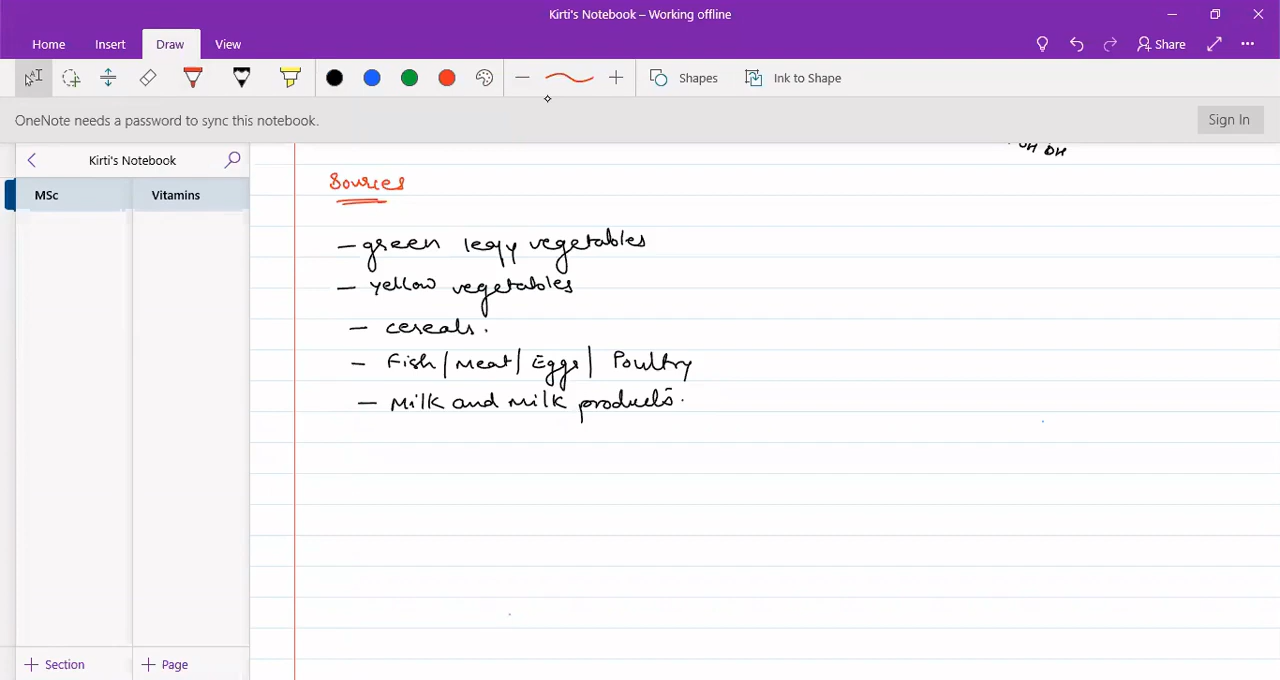 Kirti's Notebook – Working offline
Home Insert Draw View Share
Shapes Ink to Shape
OneNote needs a password to sync this notebook. Sign In
Kirti's Notebook
MSc Vitamins
OH OH
Sources
– green leafy vegetables
– yellow vegetables
– cereals.
– Fish/Meat/Eggs/Poultry
– Milk and Milk products.
+ Section + Page